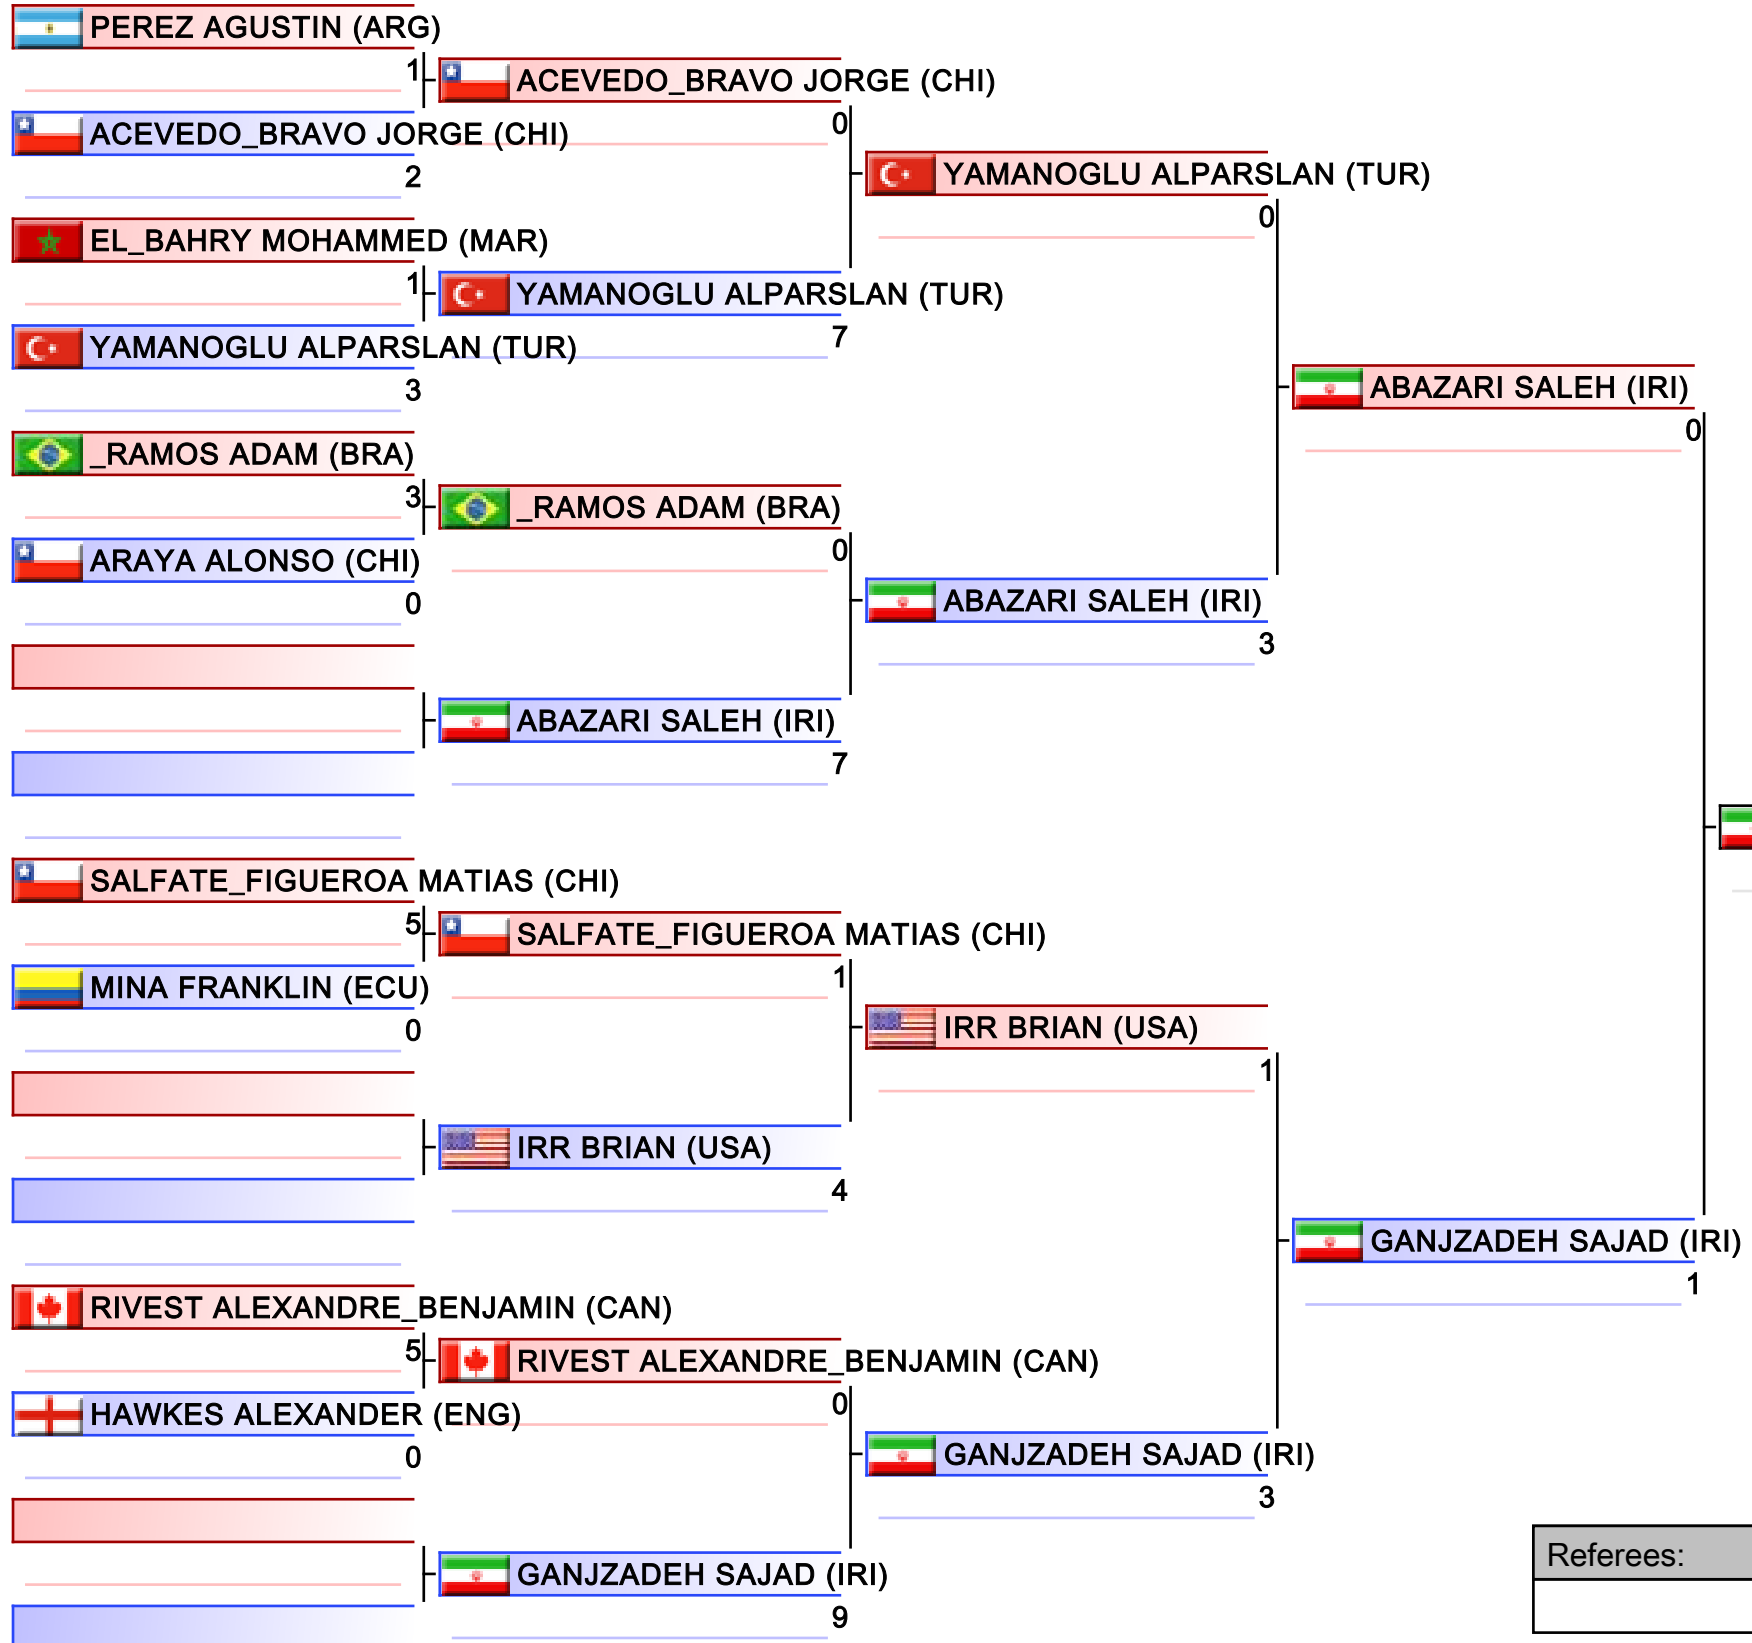 PEREZ AGUSTIN (ARG)
1
ACEVEDO_BRAVO JORGE (CHI)
2
EL_BAHRY MOHAMMED (MAR)
1
YAMANOGLU ALPARSLAN (TUR)
3
_RAMOS ADAM (BRA)
3
ARAYA ALONSO (CHI)
0
SALFATE_FIGUEROA MATIAS (CHI)
5
MINA FRANKLIN (ECU)
0
RIVEST ALEXANDRE_BENJAMIN (CAN)
5
HAWKES ALEXANDER (ENG)
0
ACEVEDO_BRAVO JORGE (CHI)
0
YAMANOGLU ALPARSLAN (TUR)
7
_RAMOS ADAM (BRA)
0
ABAZARI SALEH (IRI)
7
SALFATE_FIGUEROA MATIAS (CHI)
1
IRR BRIAN (USA)
4
RIVEST ALEXANDRE_BENJAMIN (CAN)
0
GANJZADEH SAJAD (IRI)
9
YAMANOGLU ALPARSLAN (TUR)
0
ABAZARI SALEH (IRI)
3
IRR BRIAN (USA)
1
GANJZADEH SAJAD (IRI)
3
ABAZARI SALEH (IRI)
0
GANJZADEH SAJAD (IRI)
1
Referees: